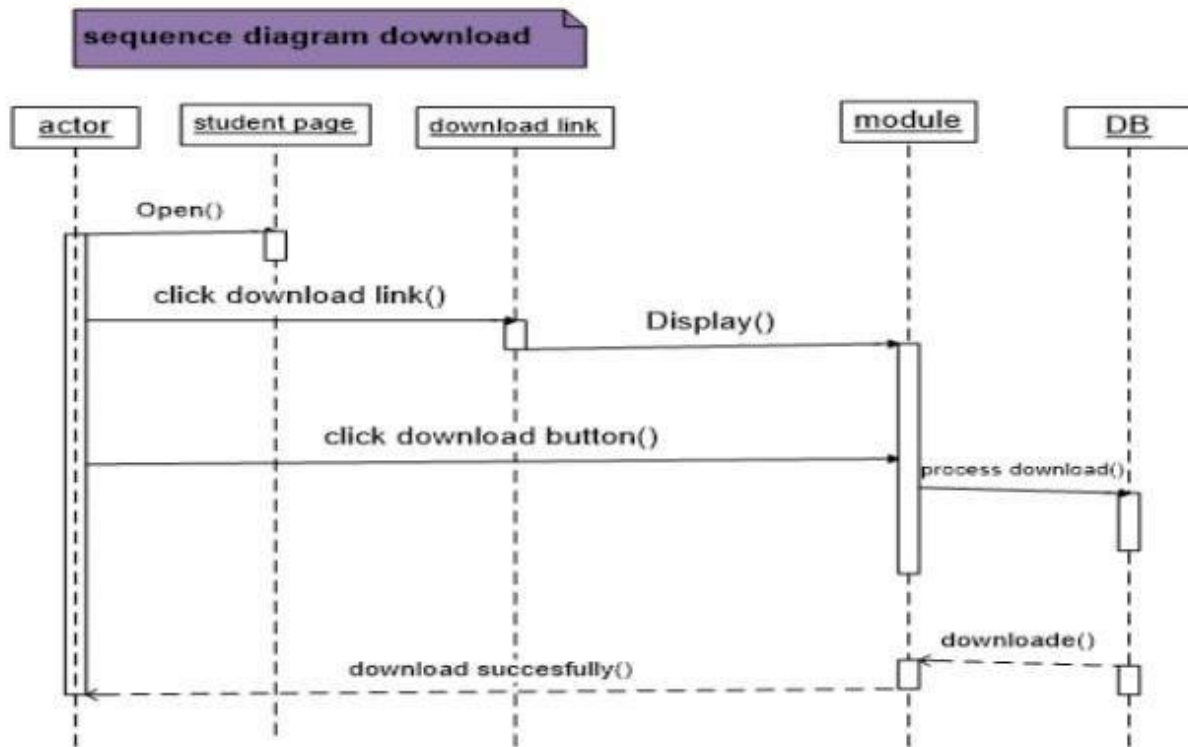 sequence diagram download
actor
student page
download link
module
DB
Open()
click download link()
Display()
click download button()
process download()
downloade()
download succesfully()